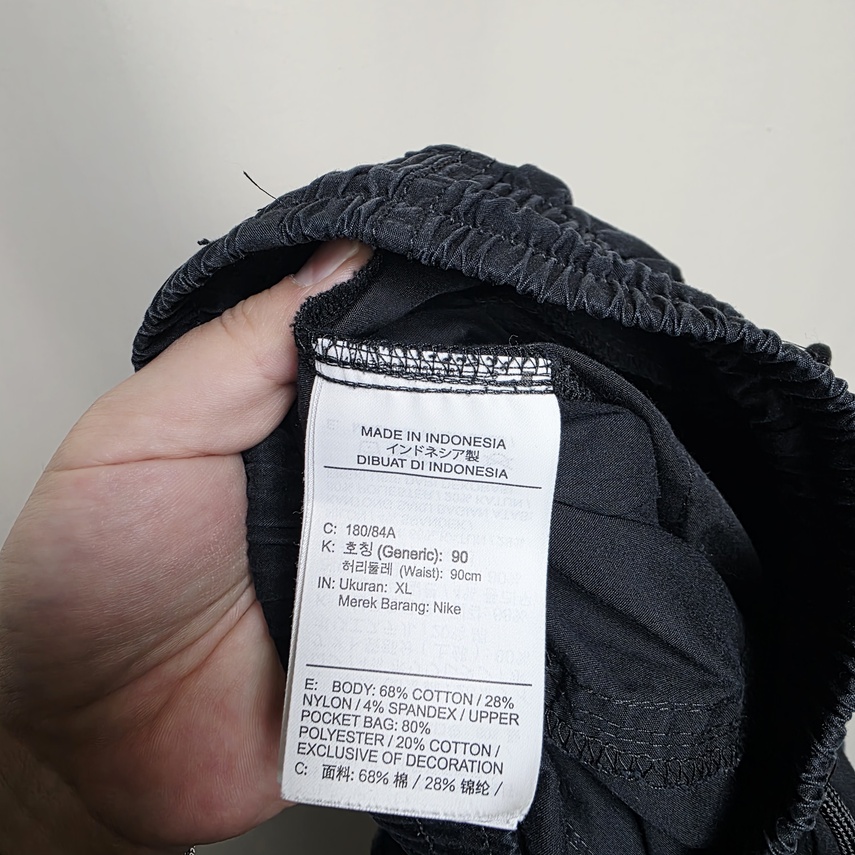 MADE IN INDONESIA
インドネシア製
DIBUAT DI INDONESIA
C: 180/84A
K: 호칭 (Generic): 90
허리둘레 (Waist): 90cm
IN: Ukuran: XL
Merek Barang: Nike
E: BODY: 68% COTTON / 28%
NYLON / 4% SPANDEX / UPPER
POCKET BAG: 80%
POLYESTER / 20% COTTON /
EXCLUSIVE OF DECORATION
C: 面料: 68% 棉 / 28% 锦纶 /